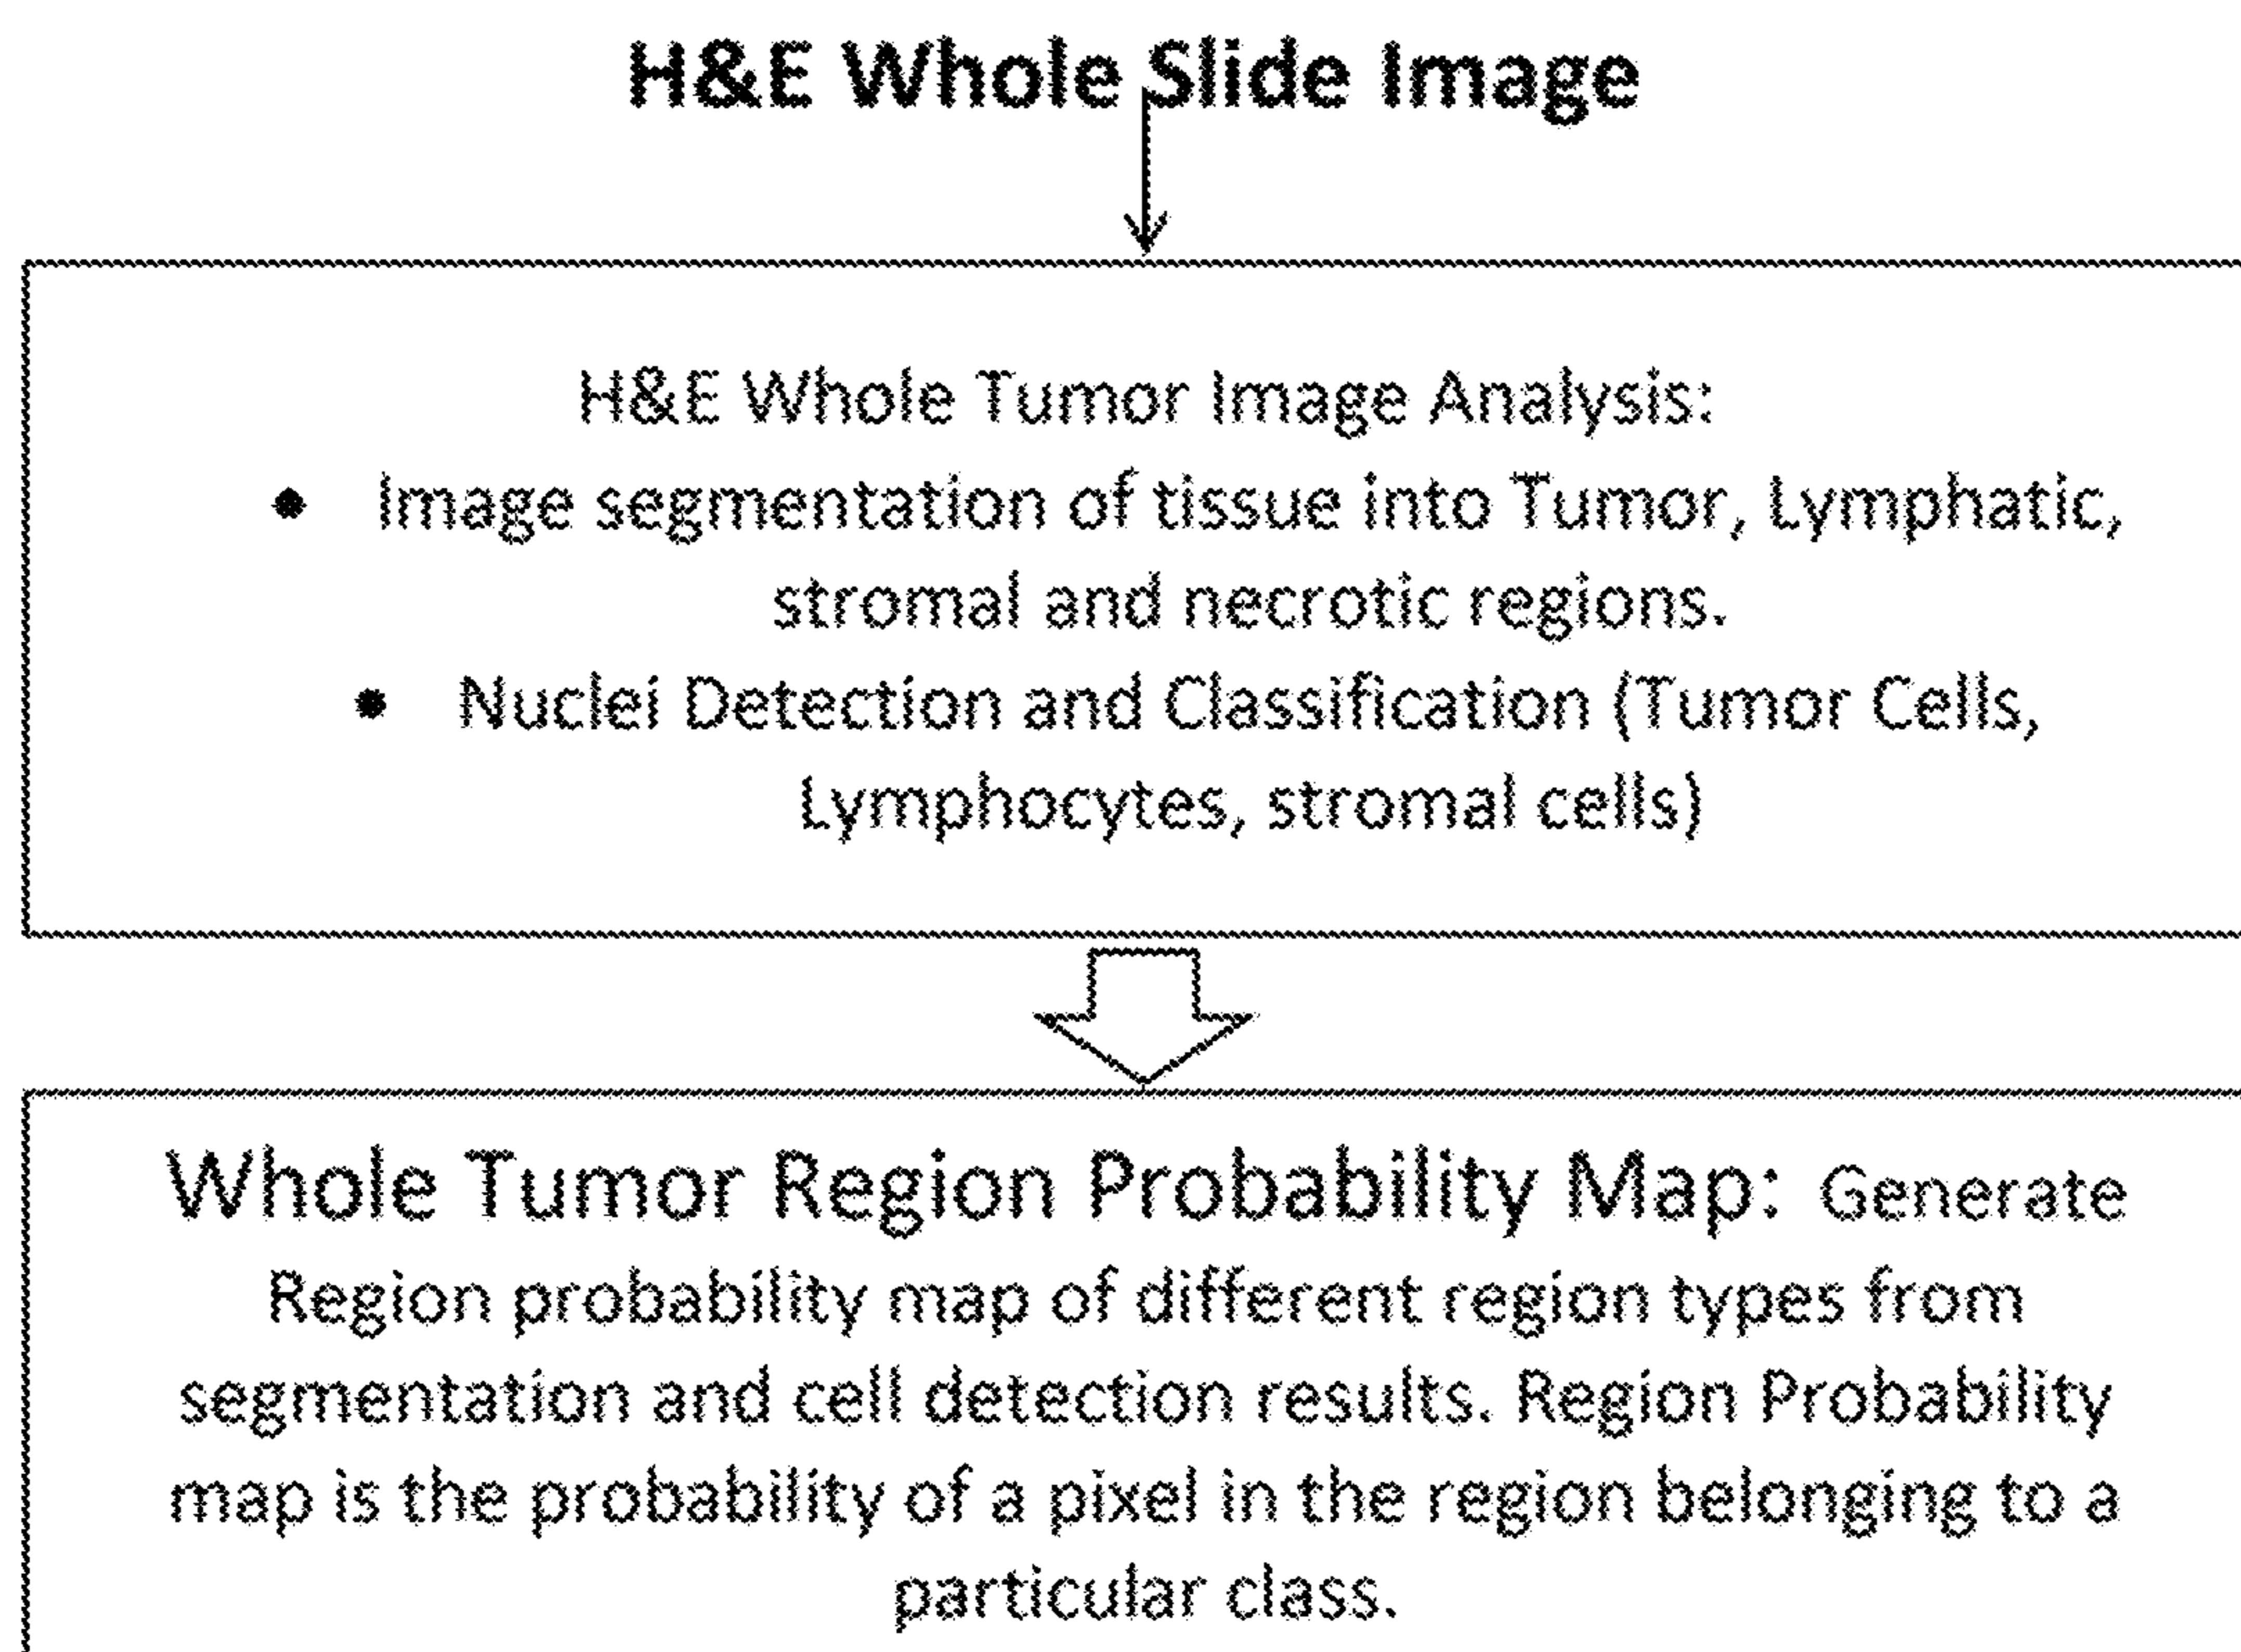 H&E Whole Slide Image
H&E Whole Tumor Image Analysis:
• Image segmentation of tissue into Tumor, Lymphatic,
stromal and necrotic regions.
• Nuclei Detection and Classification (Tumor Cells,
Lymphocytes, stromal cells)
Whole Tumor Region Probability Map: Generate
Region probability map of different region types from
segmentation and cell detection results. Region Probability
map is the probability of a pixel in the region belonging to a
particular class.